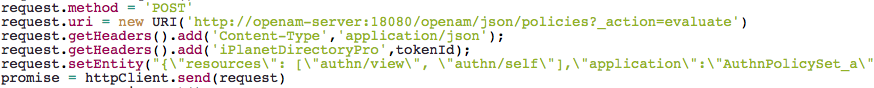 request.method = 'POST'
request.uri = new URI('http://openam-server:18080/openam/json/policies?_action=evaluate')
request.getHeaders().add('Content-Type','application/json');
request.getHeaders().add('iPlanetDirectoryPro',tokenId);
request.setEntity("{\"resources\": [\"authn/view\", \"authn/self\"],\"application\":\"AuthnPolicySet_a\"
promise = httpClient.send(request)